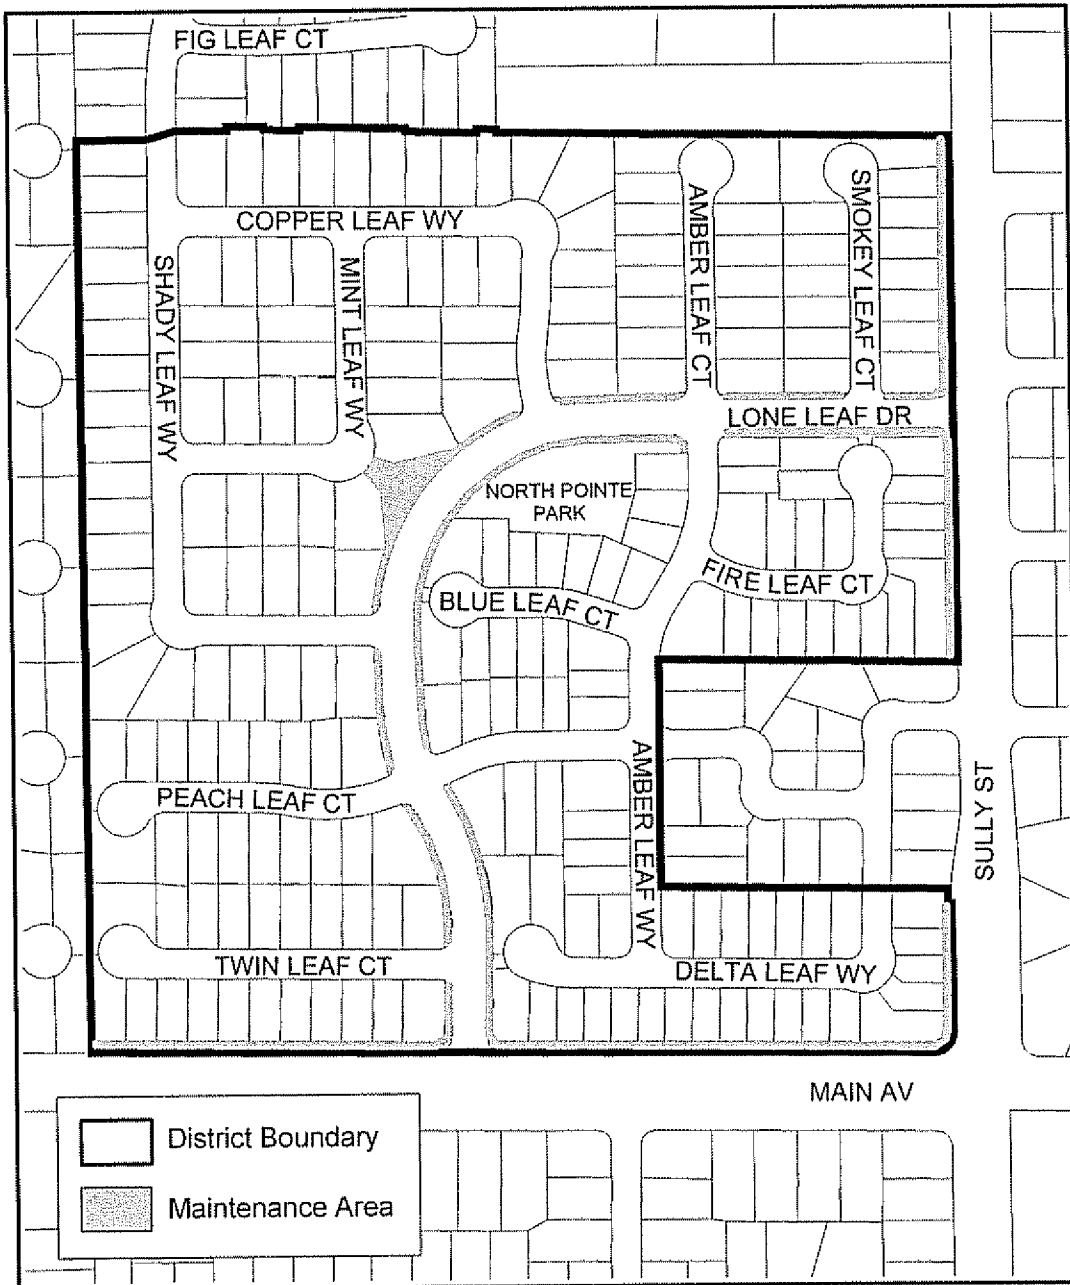 FIG LEAF CT
COPPER LEAF WY
SHADY LEAF WY
MINT LEAF WY
AMBER LEAF CT
SMOKEY LEAF CT
LONE LEAF DR
NORTH POINTE
PARK
FIRE LEAF CT
BLUE LEAF CT
AMBER LEAF WY
PEACH LEAF CT
SULLY ST
TWIN LEAF CT
DELTA LEAF WY
MAIN AV
District Boundary
Maintenance Area